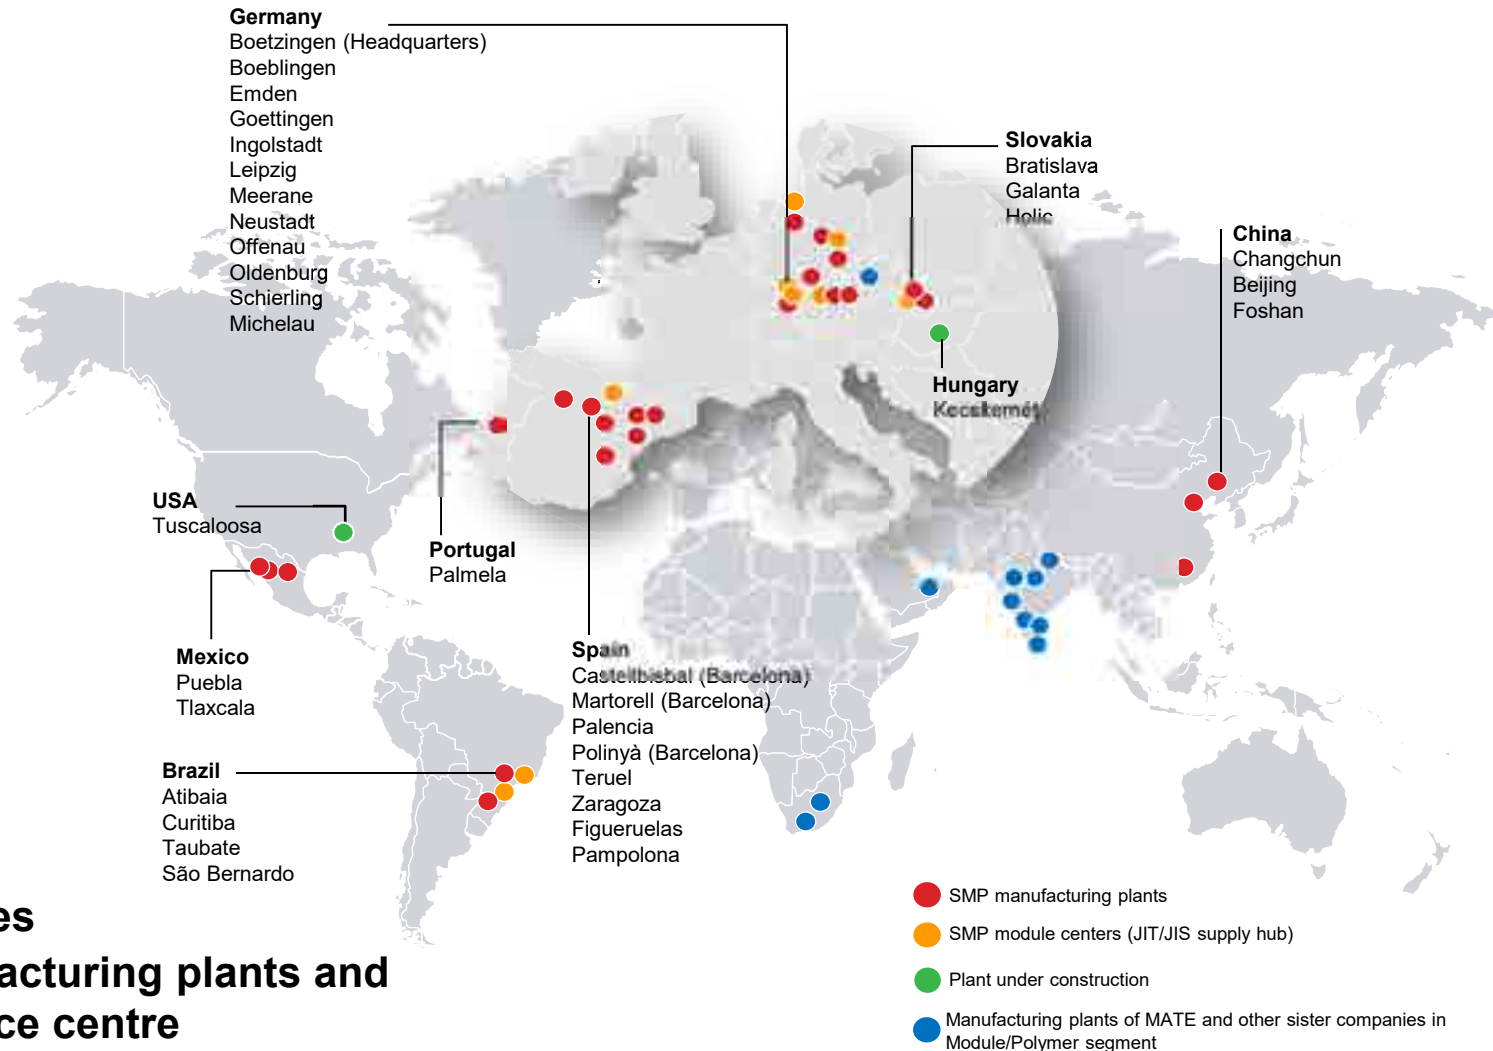 Germany
Boetzingen (Headquarters)
Boeblingen
Emden
Goettingen
Ingolstadt
Leipzig
Meerane
Neustadt
Offenau
Oldenburg
Schierling
Michelau
Slovakia
Bratislava
Galanta
Holic
China
Changchun
Beijing
Foshan
Hungary
Kecskemét
USA
Tuscaloosa
Portugal
Palmela
Mexico
Puebla
Tlaxcala
Spain
Castellbisbal (Barcelona)
Martorell (Barcelona)
Palencia
Polinyà (Barcelona)
Teruel
Zaragoza
Figueruelas
Pampolona
Brazil
Atibaia
Curitiba
Taubate
São Bernardo
es
acturing plants and
ce centre
SMP manufacturing plants
SMP module centers (JIT/JIS supply hub)
Plant under construction
Manufacturing plants of MATE and other sister companies in
Module/Polymer segment